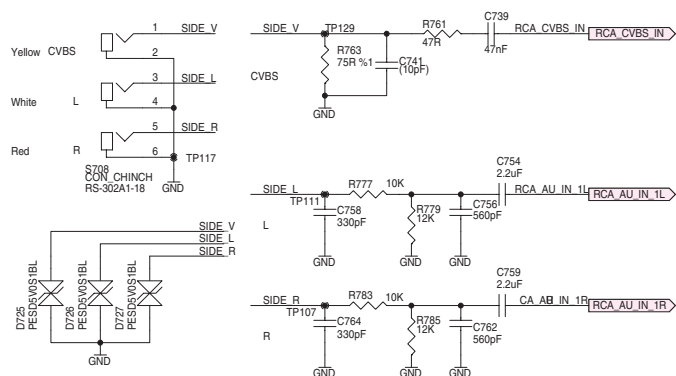 1 SIDE_V
Yellow CVBS
2
3 SIDE_L
White L
4
5 SIDE_R
Red R
6
TP117
S708
CON_CHINCH
RS-302A1-18
GND
SIDE_V
TP129
R761
47R
C739
47nF
RCA_CVBS_IN
RCA_CVBS_IN
R763
75R %1
C741
(10pF)
CVBS
GND
SIDE_L
TP111
R777
10K
C754
2.2uF
RCA_AU_IN_1L
RCA_AU_IN_1L
C758
330pF
R779
12K
C756
560pF
L
GND
GND
GND
SIDE_V
SIDE_L
SIDE_R
D725
PESD5V0S1BL
D726
PESD5V0S1BL
D727
PESD5V0S1BL
GND
SIDE_R
TP107
R783
10K
C759
2.2uF
IN_1R
RCA_AU_IN_1R
C764
330pF
R785
12K
C762
560pF
R
GND
GND
GND